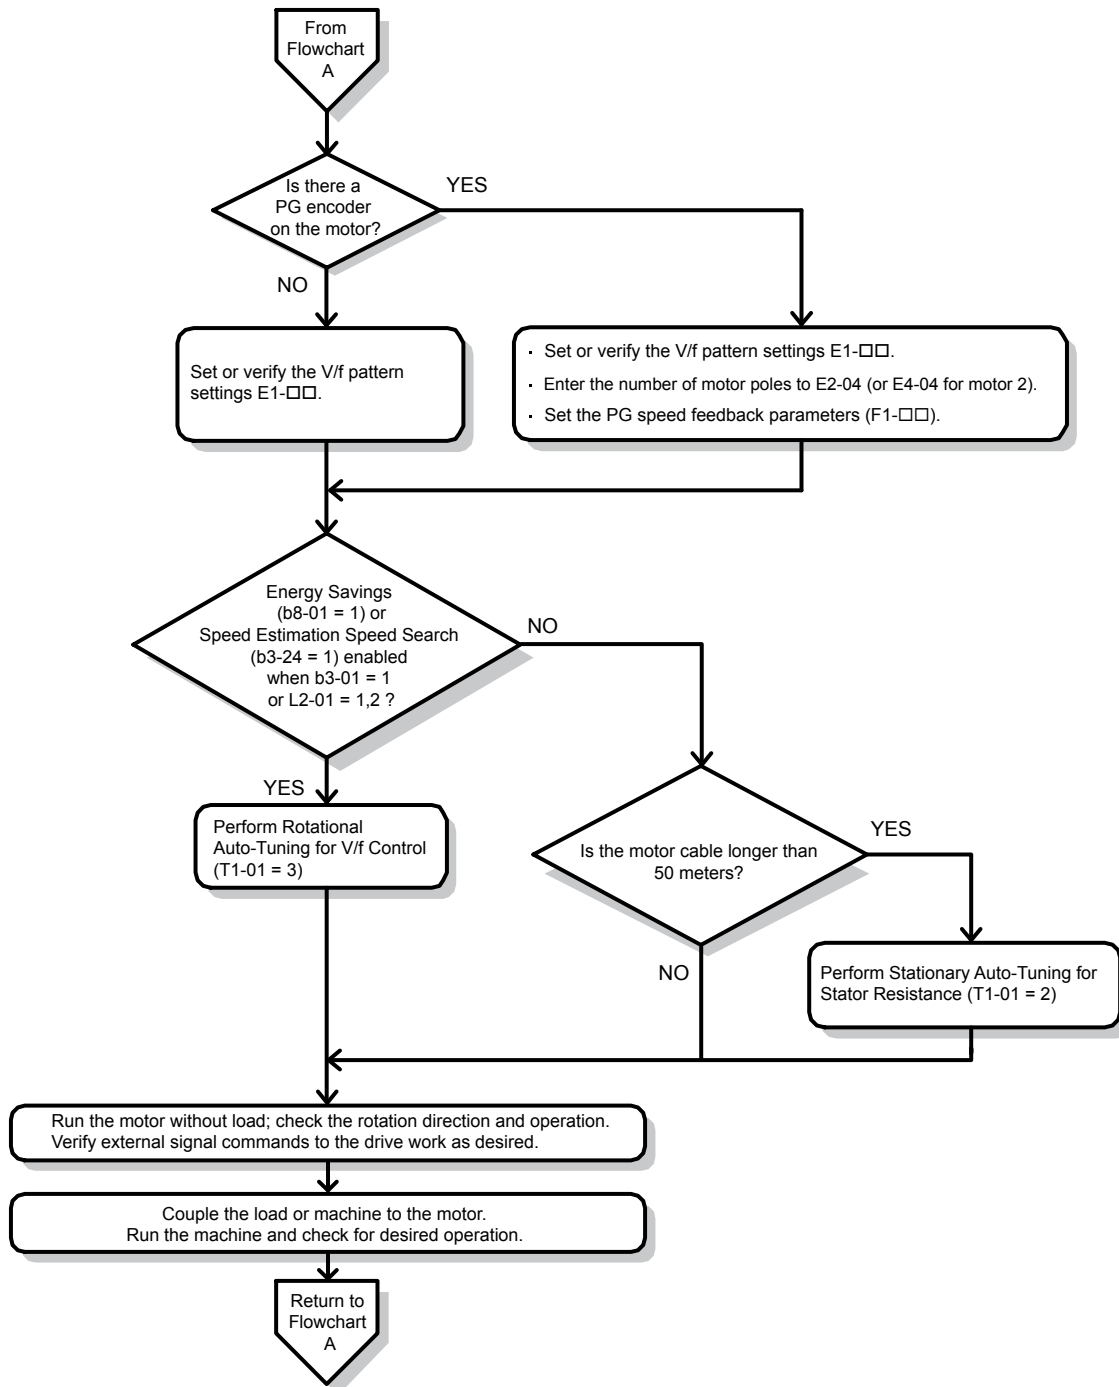 From
Flowchart
A
Is there a
PG encoder
on the motor?
YES
NO
Set or verify the V/f pattern
settings E1-□□.
· Set or verify the V/f pattern settings E1-□□.
· Enter the number of motor poles to E2-04 (or E4-04 for motor 2).
· Set the PG speed feedback parameters (F1-□□).
Energy Savings
(b8-01 = 1) or
Speed Estimation Speed Search
(b3-24 = 1) enabled
when b3-01 = 1
or L2-01 = 1,2 ?
NO
YES
Perform Rotational
Auto-Tuning for V/f Control
(T1-01 = 3)
Is the motor cable longer than
50 meters?
YES
NO
Perform Stationary Auto-Tuning for
Stator Resistance (T1-01 = 2)
Run the motor without load; check the rotation direction and operation.
Verify external signal commands to the drive work as desired.
Couple the load or machine to the motor.
Run the machine and check for desired operation.
Return to
Flowchart
A